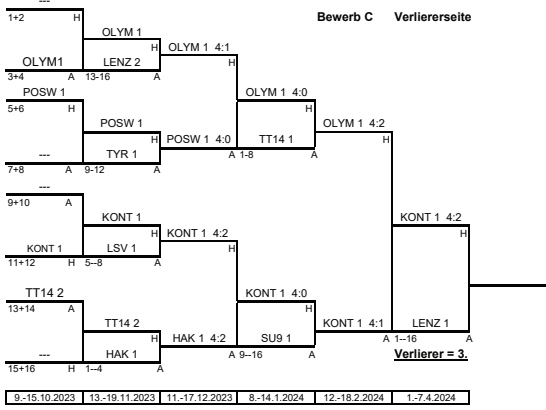 ---
Bewerb C Verliererseite
1+2 H
OLYM 1
H OLYM 1 4:1
OLYM1 LENZ 2
3+4 A 13-16 A H
POSW 1 OLYM 1 4:0
5+6 H H
POSW 1 OLYM 1 4:2
H POSW 1 4:0 TT14 1 H
--- TYR 1 A 1-8 A
7+8 A 9-12 A
---
9+10 A
KONT 1 KONT 1 4:2
H KONT 1 4:2 H
KONT 1 LSV 1 H
11+12 H 5--8 A
TT14 2 KONT 1 4:0
13+14 A H
TT14 2 KONT 1 4:1 LENZ 1
H HAK 1 4:2 SU9 1 A 1--16 A
--- HAK 1 A 9--16 A Verlierer = 3.
15+16 H 1--4 A
9.-15.10.2023 13.-19.11.2023 11.-17.12.2023 8.-14.1.2024 12.-18.2.2024 1.-7.4.2024